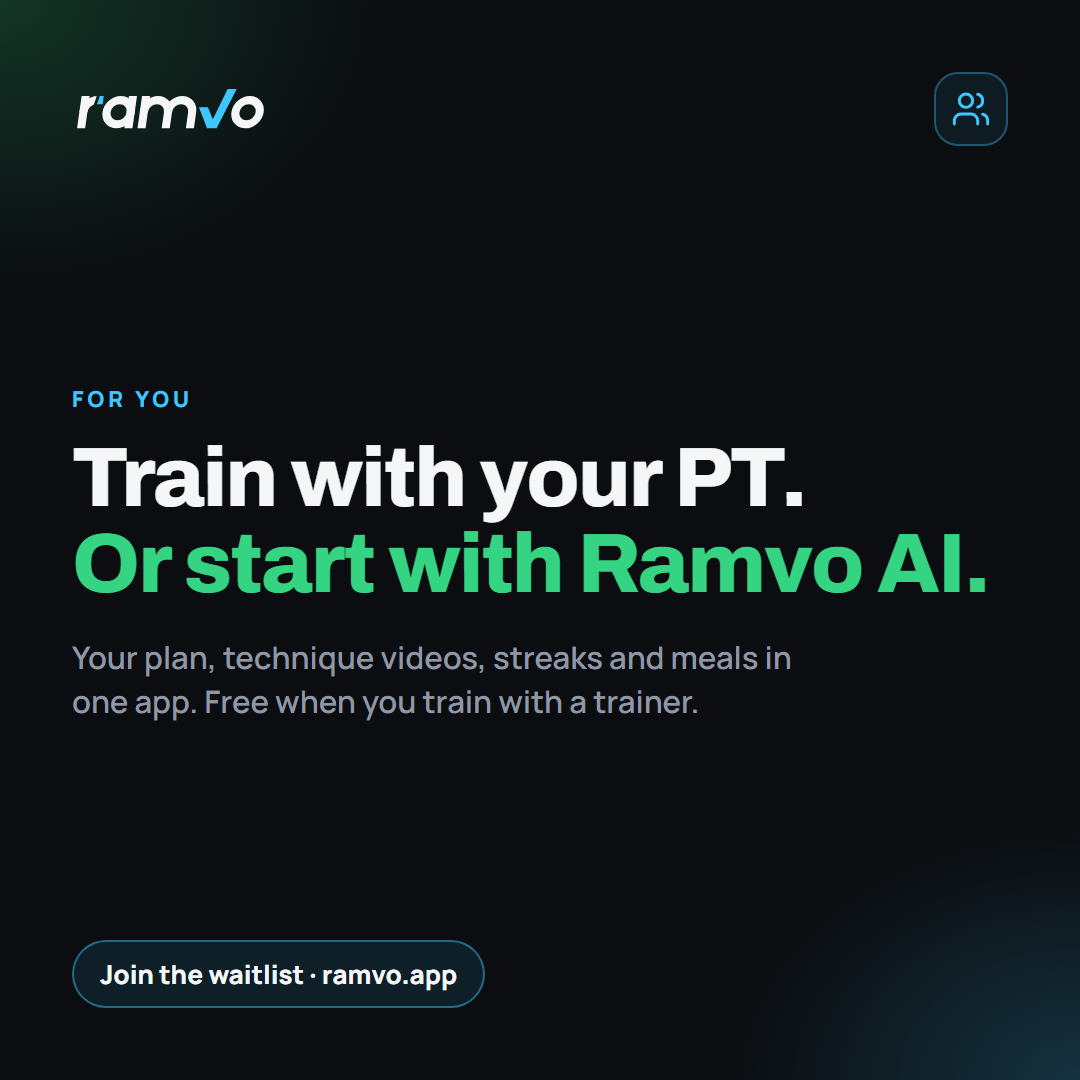 ramvo
FOR YOU
Train with your PT.
Or start with Ramvo AI.
Your plan, technique videos, streaks and meals in
one app. Free when you train with a trainer.
Join the waitlist · ramvo.app